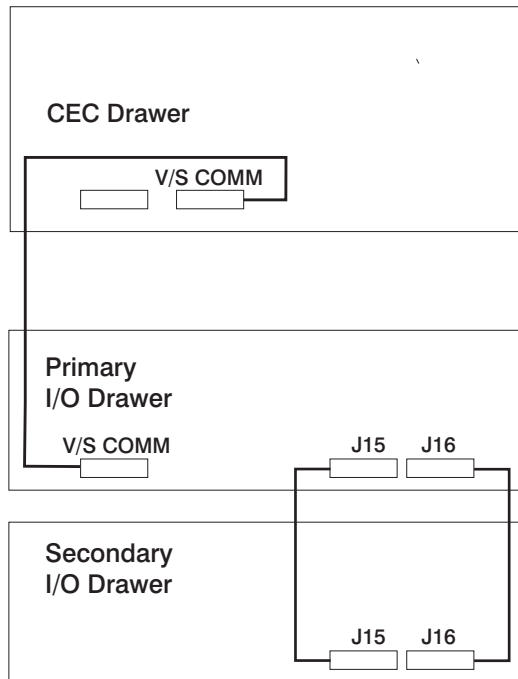 CEC Drawer
V/S COMM
Primary
I/O Drawer
V/S COMM
J15 J16
Secondary
I/O Drawer
J15 J16